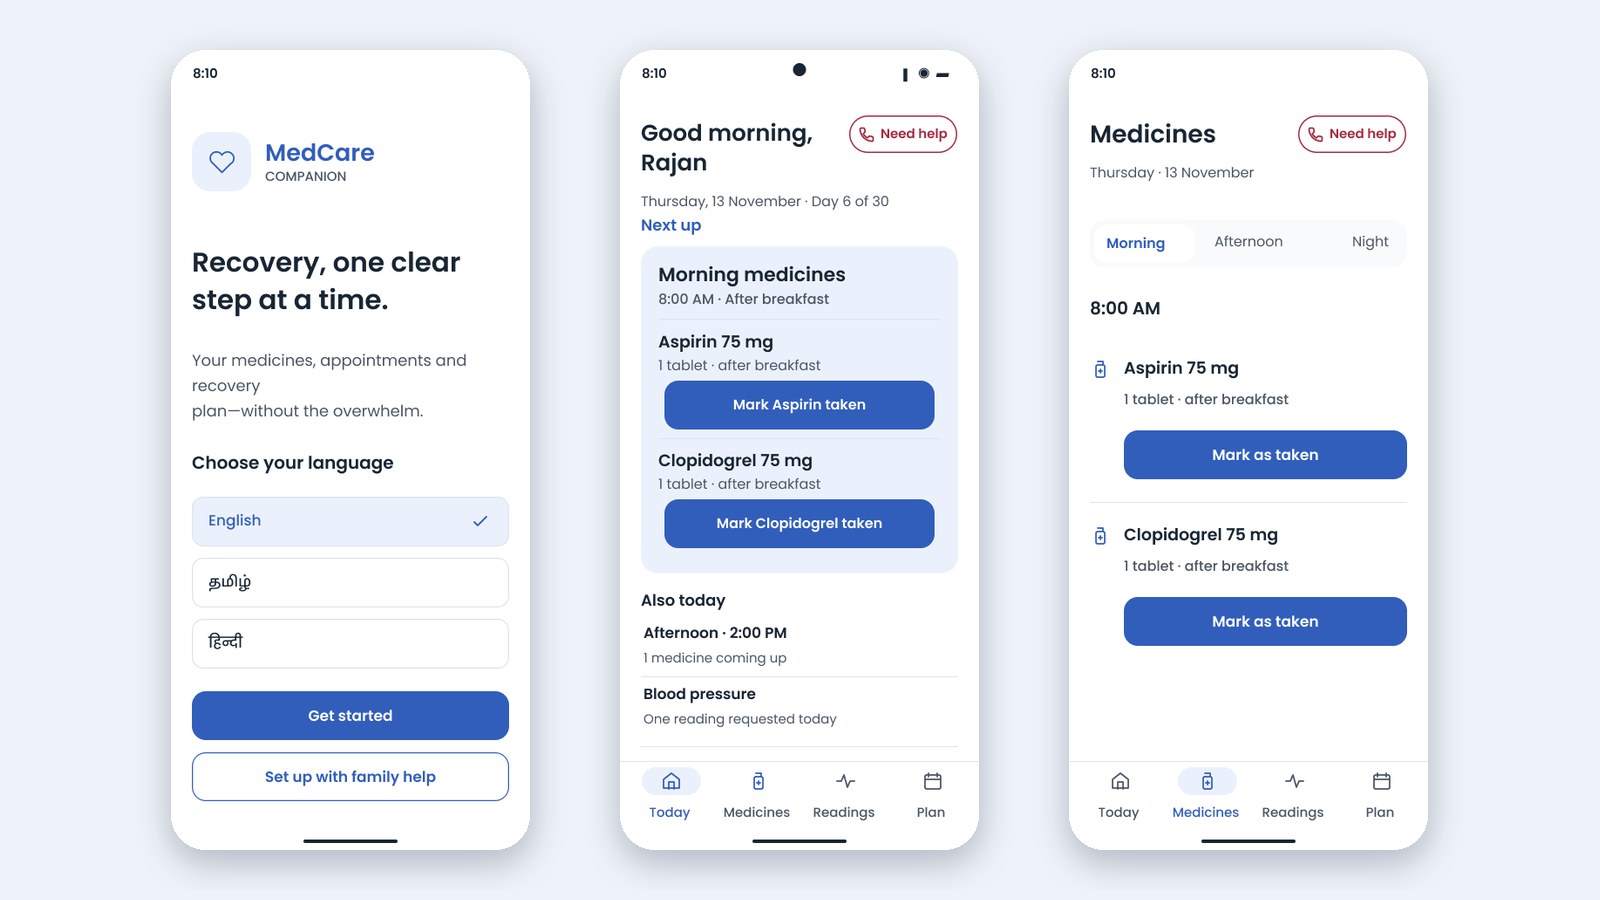 8:10
MedCare
COMPANION
Recovery, one clear
step at a time.
Your medicines, appointments and
recovery
plan—without the overwhelm.
Choose your language
English
தமிழ்
हिन्दी
Get started
Set up with family help
8:10
Good morning,
Rajan
Need help
Thursday, 13 November · Day 6 of 30
Next up
Morning medicines
8:00 AM · After breakfast
Aspirin 75 mg
1 tablet · after breakfast
Mark Aspirin taken
Clopidogrel 75 mg
1 tablet · after breakfast
Mark Clopidogrel taken
Also today
Afternoon · 2:00 PM
1 medicine coming up
Blood pressure
One reading requested today
Today Medicines Readings Plan
8:10
Medicines
Need help
Thursday · 13 November
Morning Afternoon Night
8:00 AM
Aspirin 75 mg
1 tablet · after breakfast
Mark as taken
Clopidogrel 75 mg
1 tablet · after breakfast
Mark as taken
Today Medicines Readings Plan